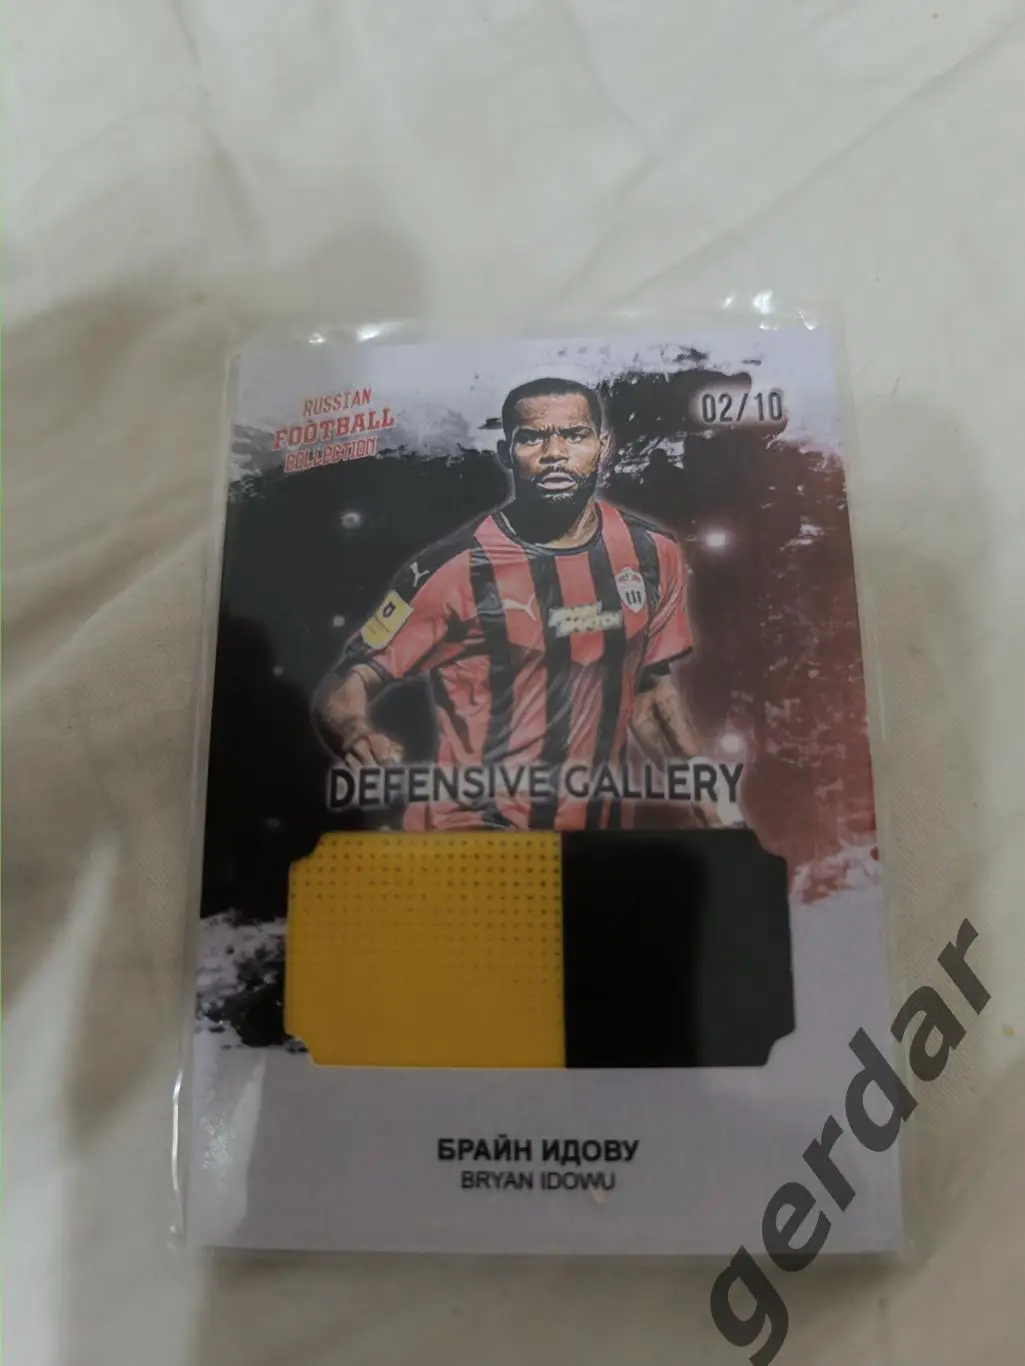 RUSSIAN
FOOTBALL
COLLECTION
02/10
DEFENSIVE GALLERY
БРАЙН ИДОВУ
BRYAN IDOWU
gerdar